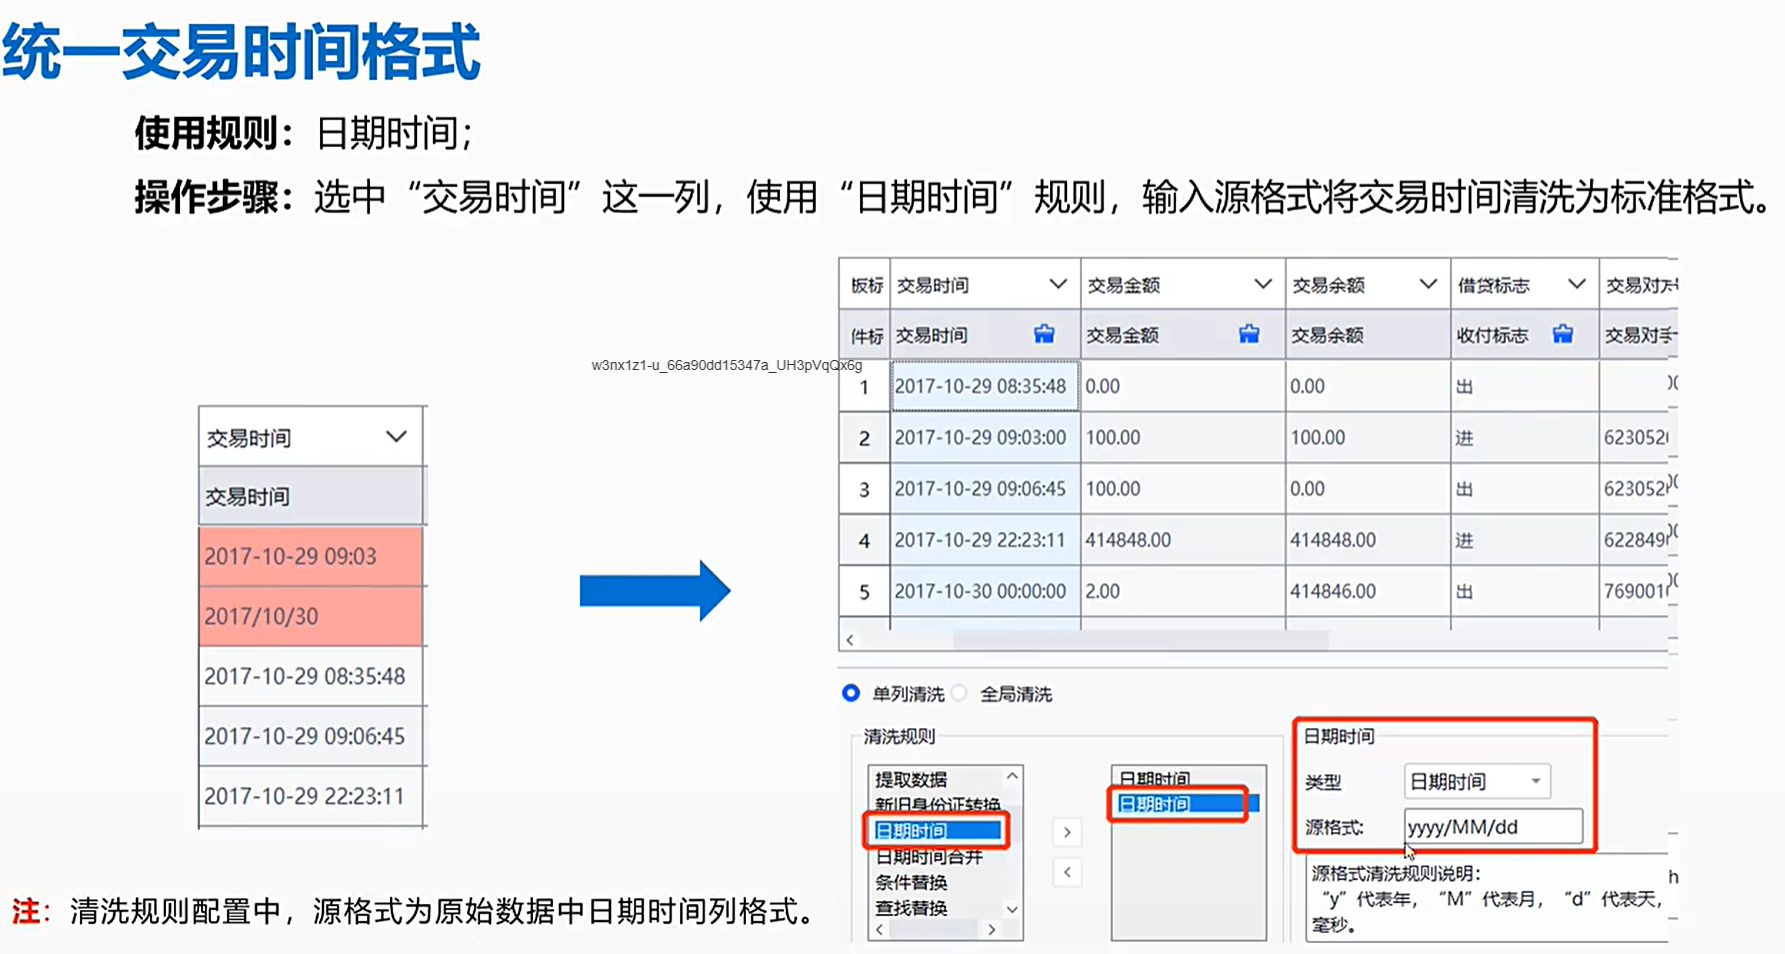 统一交易时间格式
使用规则：日期时间；
操作步骤：选中“交易时间”这一列，使用“日期时间”规则，输入源格式将交易时间清洗为标准格式。
交易时间
交易时间
2017-10-29 09:03
2017/10/30
2017-10-29 08:35:48
2017-10-29 09:06:45
2017-10-29 22:23:11
w3nx1z1-u_66a90dd15347a_UH3pVqQx6g
板标 交易时间 交易金额 交易余额 借贷标志 交易对方
件标 交易时间 交易金额 交易余额 收付标志 交易对手
1 2017-10-29 08:35:48 0.00 0.00 出
2 2017-10-29 09:03:00 100.00 100.00 进 623052
3 2017-10-29 09:06:45 100.00 0.00 出 623052
4 2017-10-29 22:23:11 414848.00 414848.00 进 622849
5 2017-10-30 00:00:00 2.00 414846.00 出 769001
单列清洗 全局清洗
清洗规则
提取数据
新旧身份证转换
日期时间
日期时间合并
条件替换
查找替换
日期时间
日期时间
日期时间
类型 日期时间
源格式: yyyy/MM/dd
源格式清洗规则说明:
“y”代表年，“M”代表月，“d”代表天，
毫秒。
h
注：清洗规则配置中，源格式为原始数据中日期时间列格式。